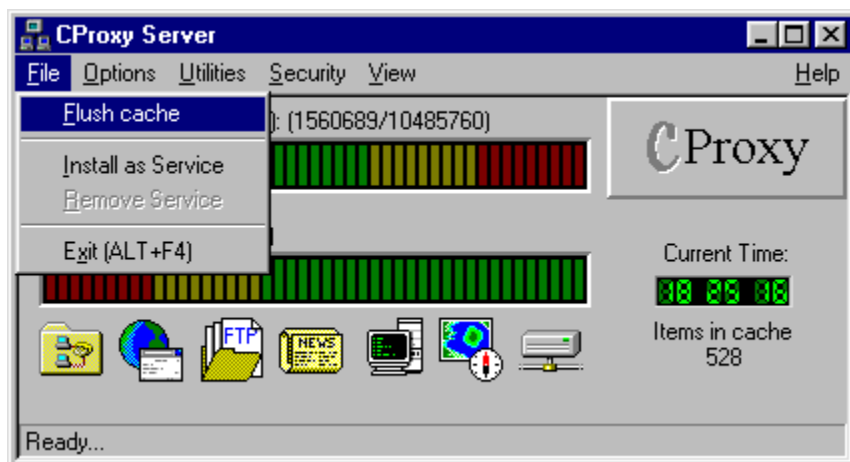 CProxy Server
File Options Utilities Security View Help
Flush cache
): (1560689/10485760)
Install as Service
Remove Service
Exit (ALT+F4)
CProxy
Current Time:
Items in cache
528
FTP
NEWS
Ready...